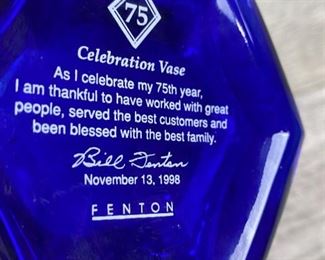 75
Celebration Vase
As I celebrate my 75th year,
I am thankful to have worked with great
people, served the best customers and
been blessed with the best family.
Bill Fenton
November 13, 1998
FENTON